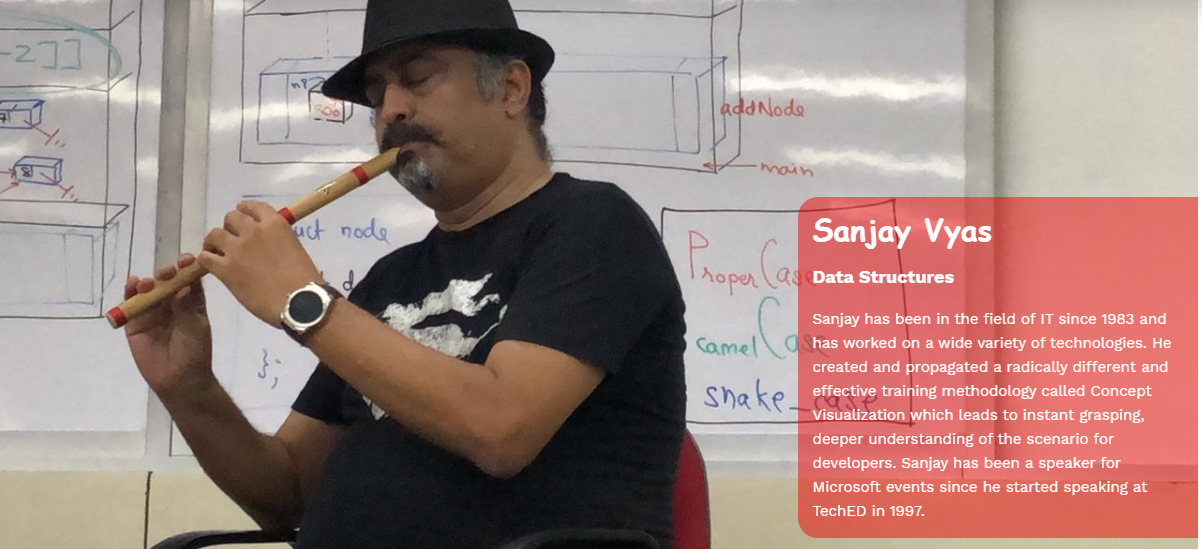 -2]]
300
addNode
main
uct node
d
};
ProperCase
camelCase
snake_case
Sanjay Vyas
Data Structures
Sanjay has been in the field of IT since 1983 and
has worked on a wide variety of technologies. He
created and propagated a radically different and
effective training methodology called Concept
Visualization which leads to instant grasping,
deeper understanding of the scenario for
developers. Sanjay has been a speaker for
Microsoft events since he started speaking at
TechED in 1997.